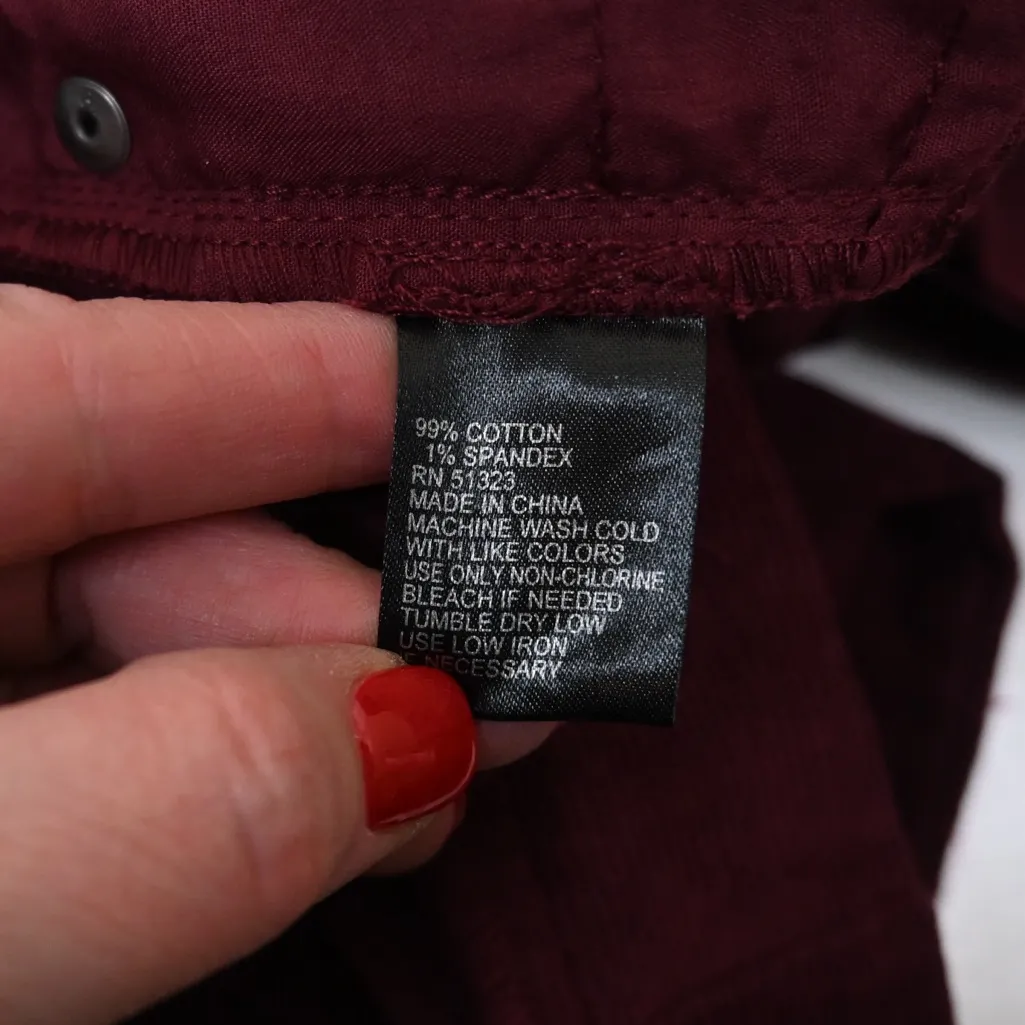 99% COTTON
1% SPANDEX
RN 51323
MADE IN CHINA
MACHINE WASH COLD
WITH LIKE COLORS
USE ONLY NON-CHLORINE
BLEACH IF NEEDED
TUMBLE DRY LOW
USE LOW IRON
IF NECESSARY